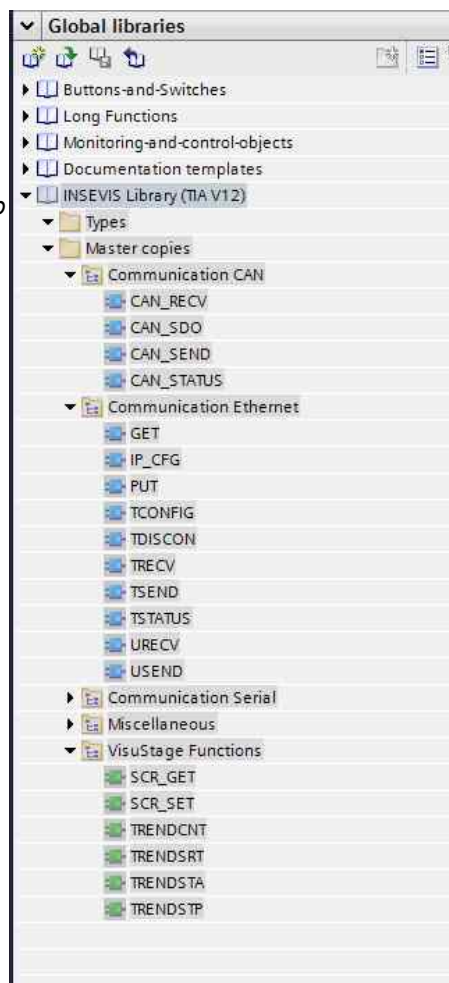 Global libraries
Buttons-and-Switches
Long Functions
Monitoring-and-control-objects
Documentation templates
INSEVIS Library (TIA V12)
Types
Master copies
Communication CAN
CAN_RECV
CAN_SDO
CAN_SEND
CAN_STATUS
Communication Ethernet
GET
IP_CFG
PUT
TCONFIG
TDISCON
TRECV
TSEND
TSTATUS
URECV
USEND
Communication Serial
Miscellaneous
VisuStage Functions
SCR_GET
SCR_SET
TRENDCNT
TRENDSRT
TRENDSTA
TRENDSTP